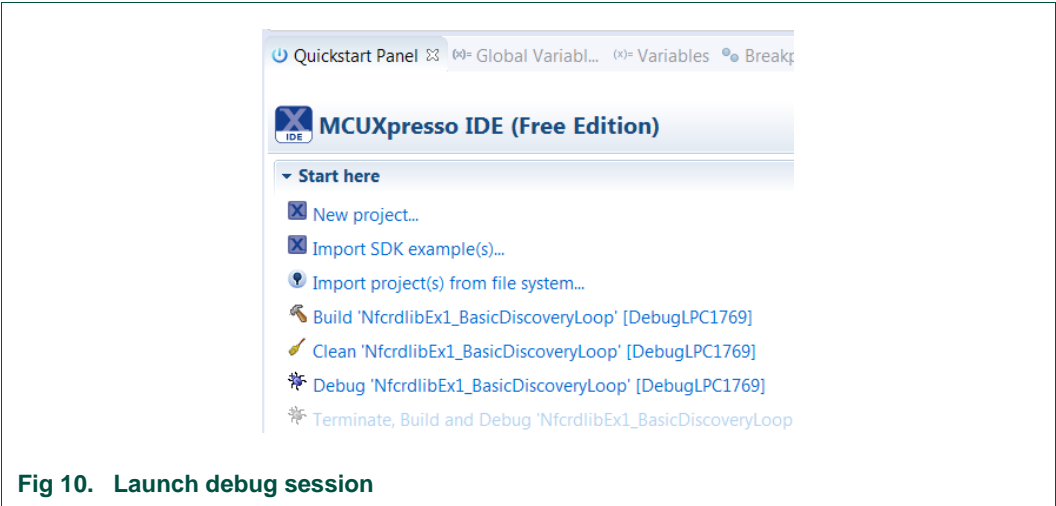 Quickstart Panel (x)= Global Variabl... (x)= Variables Breakp
X IDE MCUXpresso IDE (Free Edition)
Start here
New project...
Import SDK example(s)...
Import project(s) from file system...
Build 'NfcrdlibEx1_BasicDiscoveryLoop' [DebugLPC1769]
Clean 'NfcrdlibEx1_BasicDiscoveryLoop' [DebugLPC1769]
Debug 'NfcrdlibEx1_BasicDiscoveryLoop' [DebugLPC1769]
Terminate, Build and Debug 'NfcrdlibEx1_BasicDiscoveryLoop
Fig 10. Launch debug session